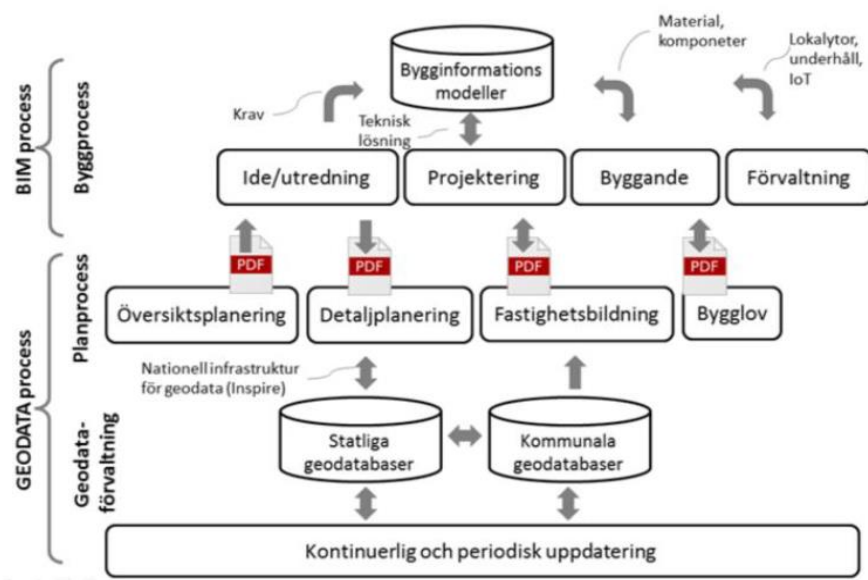 Material,
komponeter
Lokalytor,
underhåll,
IoT
Bygginformations
modeller
Krav
Teknisk
lösning
BIM process
Byggprocess
Ide/utredning
Projektering
Byggande
Förvaltning
PDF
PDF
PDF
PDF
GEODATA process
Planprocess
Översiktsplanering
Detaljplanering
Fastighetsbildning
Bygglov
Nationell infrastruktur
för geodata (Inspire)
Geodata-
förvaltning
Statliga
geodatabaser
Kommunala
geodatabaser
Kontinuerlig och periodisk uppdatering